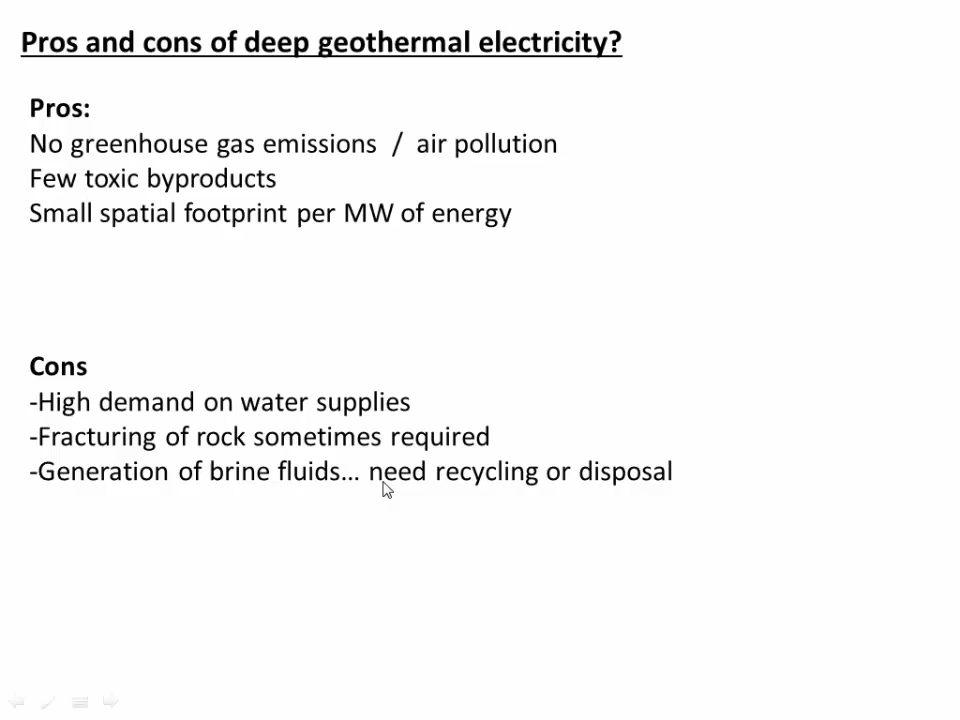 Pros and cons of deep geothermal electricity?
Pros:
No greenhouse gas emissions / air pollution
Few toxic byproducts
Small spatial footprint per MW of energy
Cons
-High demand on water supplies
-Fracturing of rock sometimes required
-Generation of brine fluids... need recycling or disposal